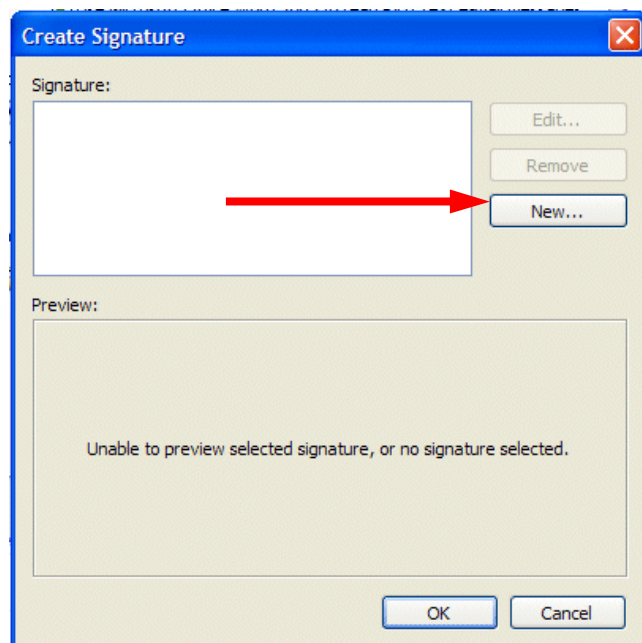 Create Signature
Signature:
Edit...
Remove
New...
Preview:
Unable to preview selected signature, or no signature selected.
OK
Cancel